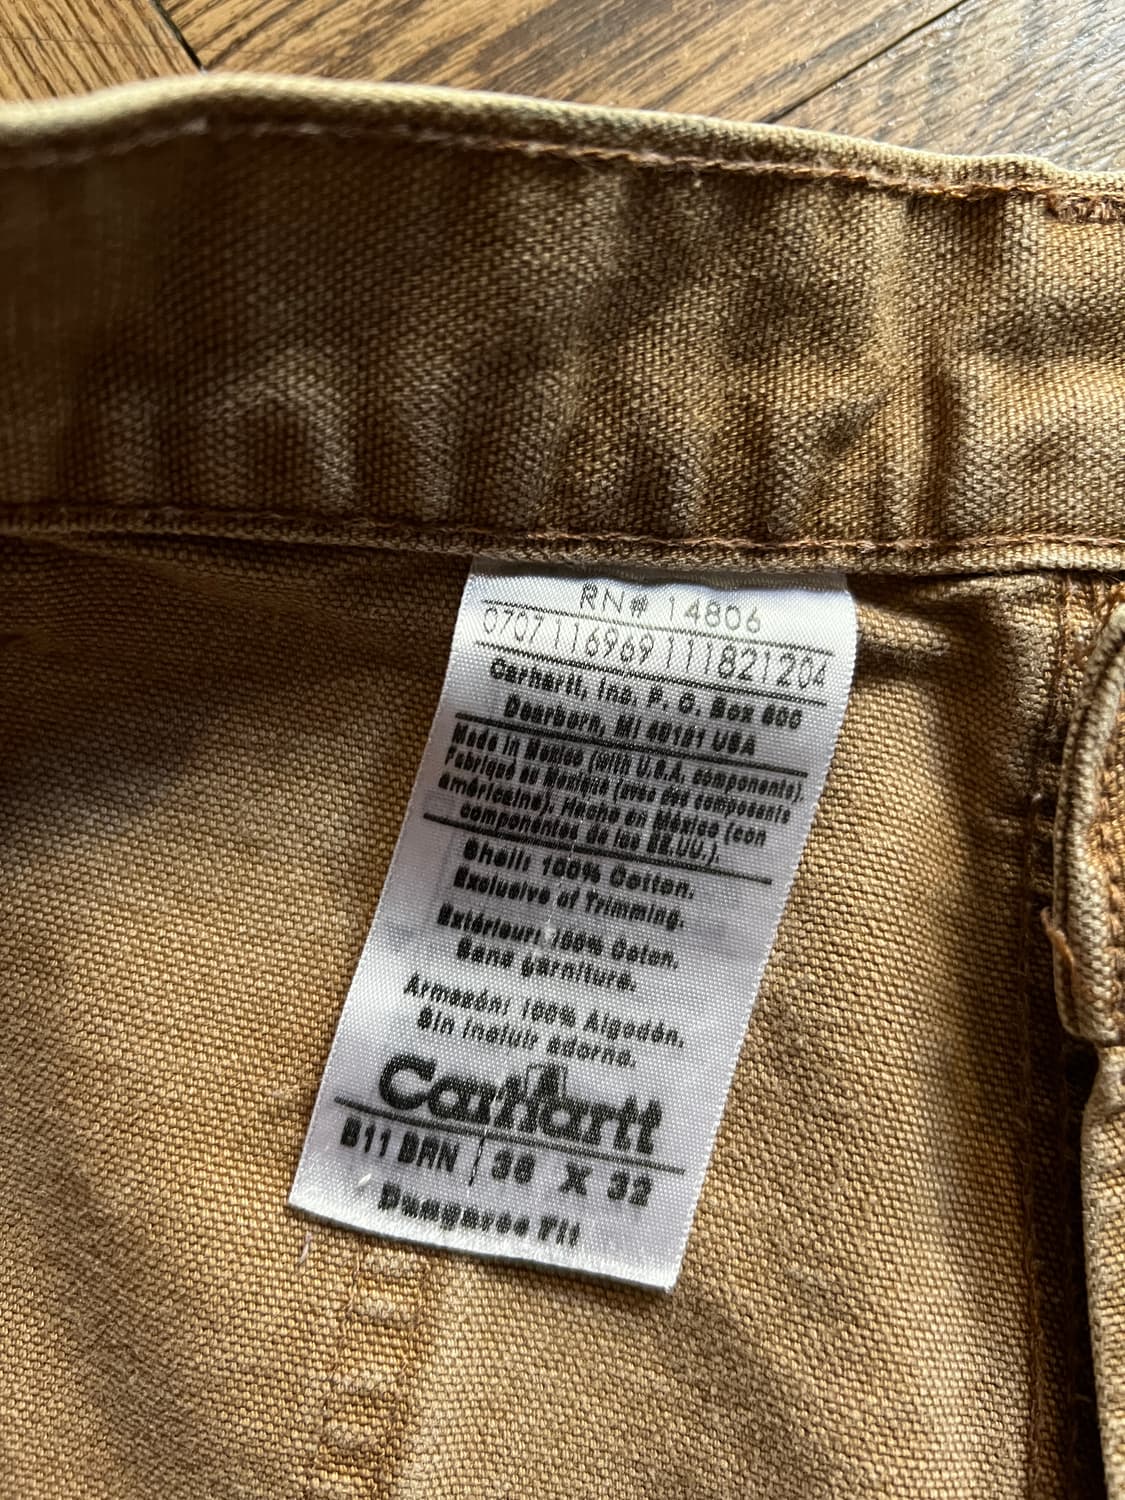 RN# 14806
0707 116969 111821204
Carhartt, Inc. P. O. Box 600
Dearborn, MI 48121 USA
Made in Mexico (with U.S.A. components).
Fabriqué au Mexique (avec des composants
américains). Hecho en México (con
componentes de los EE.UU.).
Shell: 100% Cotton.
Exclusive of Trimming.
Extérieur: 100% Coton.
Sans garniture.
Armazón: 100% Algodón.
Sin incluir adorno.
Carhartt
B11 BRN 38 X 32
Dungaree Fit